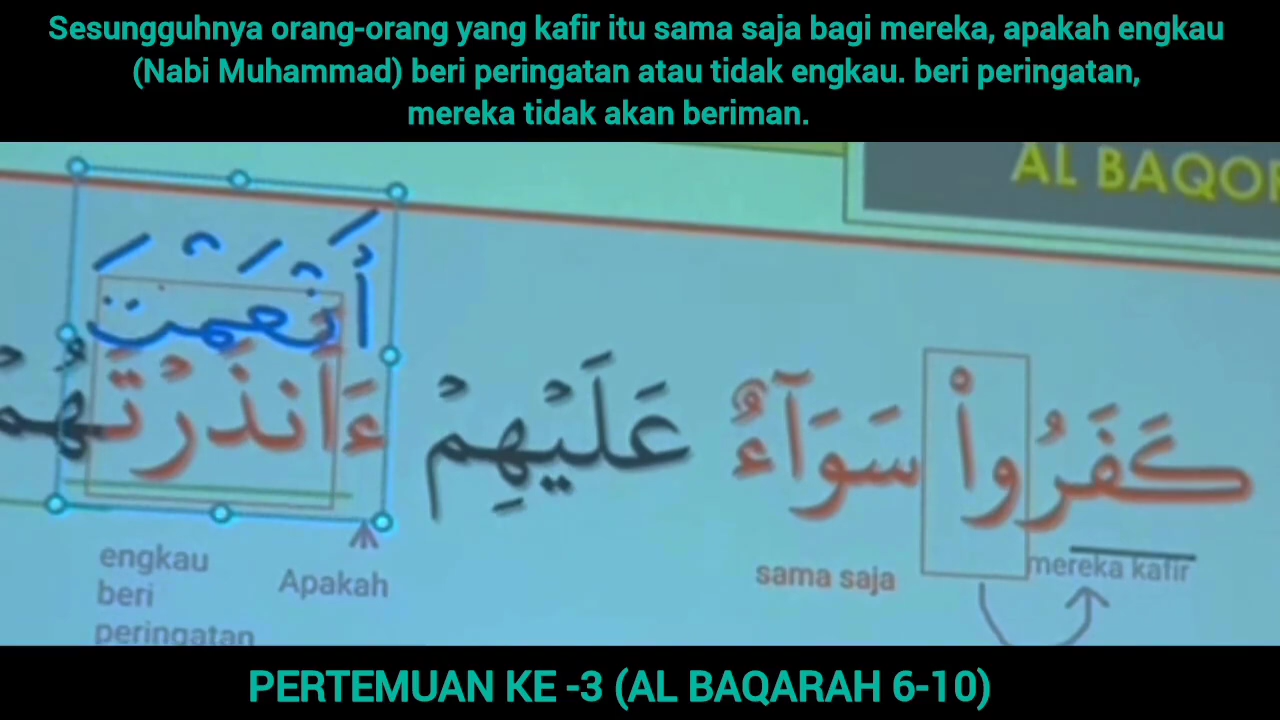 Sesungguhnya orang-orang yang kafir itu sama saja bagi mereka, apakah engkau
(Nabi Muhammad) beri peringatan atau tidak engkau. beri peringatan,
mereka tidak akan beriman.
AL BAQOR
أَنْعَمْتَ
كَفَرُواْ سَوَآءٌ عَلَيْهِمْ ءَأَنذَرْتَهُمْ
mereka kafir
sama saja
Apakah
engkau
beri
peringatan
PERTEMUAN KE -3 (AL BAQARAH 6-10)